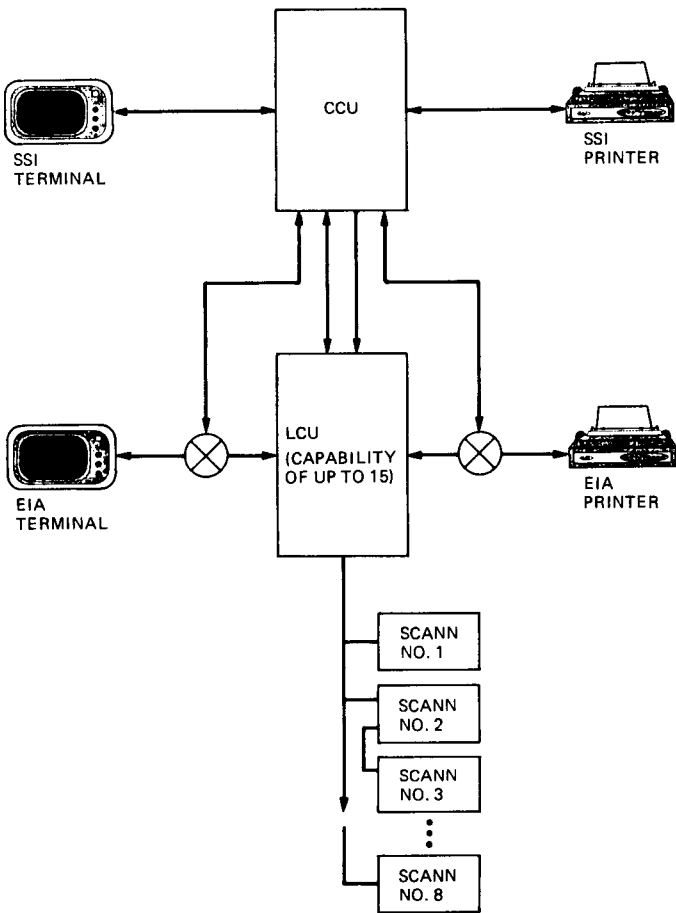 CCU
SSI
TERMINAL
SSI
PRINTER
LCU
(CAPABILITY
OF UP TO 15)
EIA
TERMINAL
EIA
PRINTER
SCANN
NO. 1
SCANN
NO. 2
SCANN
NO. 3
SCANN
NO. 8